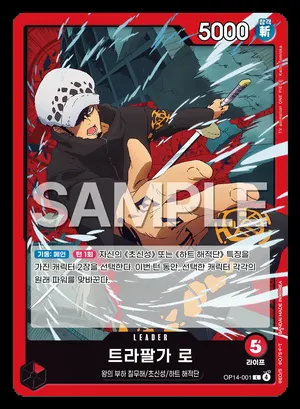 5000
참격
斬
SAMPLE
기동: 메인 턴 1회 자신의 《초신성》 또는 《하트 해적단》 특징을
가진 캐릭터 2장을 선택한다. 이번 턴 동안, 선택한 캐릭터 각각의
원래 파워를 맞바꾼다.
LEADER
트라팔가 로
왕의 부하 칠무해/초신성/하트 해적단
5
라이프
OP14-001 L